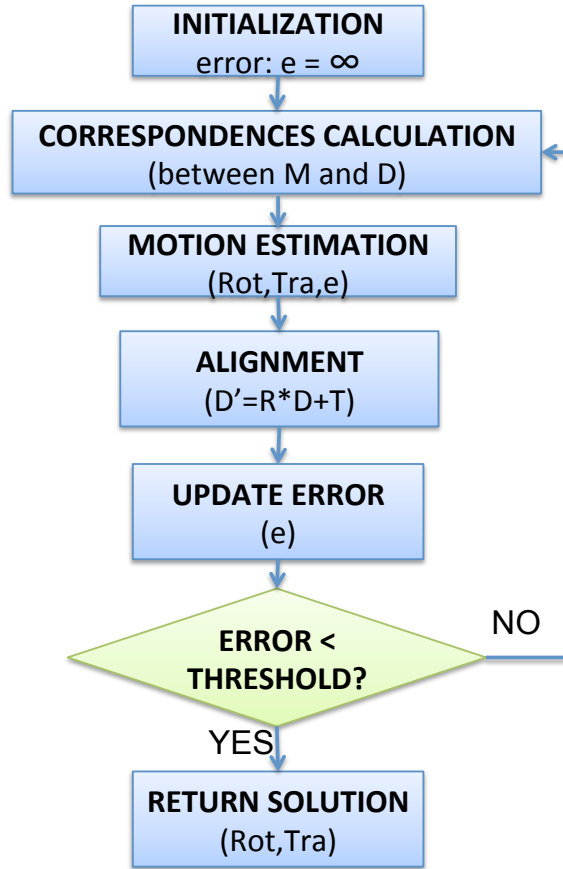 INITIALIZATION
error: e = ∞
CORRESPONDENCES CALCULATION
(between M and D)
MOTION ESTIMATION
(Rot,Tra,e)
ALIGNMENT
(D’=R*D+T)
UPDATE ERROR
(e)
ERROR <
THRESHOLD?
NO
YES
RETURN SOLUTION
(Rot,Tra)